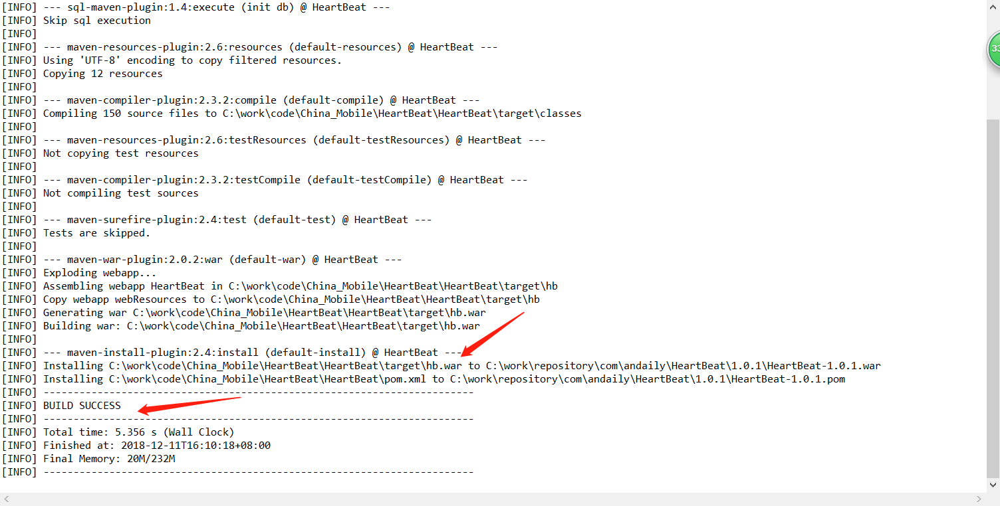 [INFO] --- sql-maven-plugin:1.4:execute (init db) @ HeartBeat ---
[INFO] Skip sql execution
[INFO]
[INFO] --- maven-resources-plugin:2.6:resources (default-resources) @ HeartBeat ---
[INFO] Using 'UTF-8' encoding to copy filtered resources.
[INFO] Copying 12 resources
[INFO]
[INFO] --- maven-compiler-plugin:2.3.2:compile (default-compile) @ HeartBeat ---
[INFO] Compiling 150 source files to C:\work\code\China_Mobile\HeartBeat\HeartBeat\target\classes
[INFO]
[INFO] --- maven-resources-plugin:2.6:testResources (default-testResources) @ HeartBeat ---
[INFO] Not copying test resources
[INFO]
[INFO] --- maven-compiler-plugin:2.3.2:testCompile (default-testCompile) @ HeartBeat ---
[INFO] Not compiling test sources
[INFO]
[INFO] --- maven-surefire-plugin:2.4:test (default-test) @ HeartBeat ---
[INFO] Tests are skipped.
[INFO]
[INFO] --- maven-war-plugin:2.0.2:war (default-war) @ HeartBeat ---
[INFO] Exploding webapp...
[INFO] Assembling webapp HeartBeat in C:\work\code\China_Mobile\HeartBeat\HeartBeat\target\hb
[INFO] Copy webapp webResources to C:\work\code\China_Mobile\HeartBeat\HeartBeat\target\hb
[INFO] Generating war C:\work\code\China_Mobile\HeartBeat\HeartBeat\target\hb.war
[INFO] Building war: C:\work\code\China_Mobile\HeartBeat\HeartBeat\target\hb.war
[INFO]
[INFO] --- maven-install-plugin:2.4:install (default-install) @ HeartBeat ---
[INFO] Installing C:\work\code\China_Mobile\HeartBeat\HeartBeat\target\hb.war to C:\work\repository\com\andaily\HeartBeat\1.0.1\HeartBeat-1.0.1.war
[INFO] Installing C:\work\code\China_Mobile\HeartBeat\HeartBeat\pom.xml to C:\work\repository\com\andaily\HeartBeat\1.0.1\HeartBeat-1.0.1.pom
[INFO] ------------------------------------------------------------------------
[INFO] BUILD SUCCESS
[INFO] ------------------------------------------------------------------------
[INFO] Total time: 5.356 s (Wall Clock)
[INFO] Finished at: 2018-12-11T16:10:18+08:00
[INFO] Final Memory: 20M/232M
[INFO] ------------------------------------------------------------------------